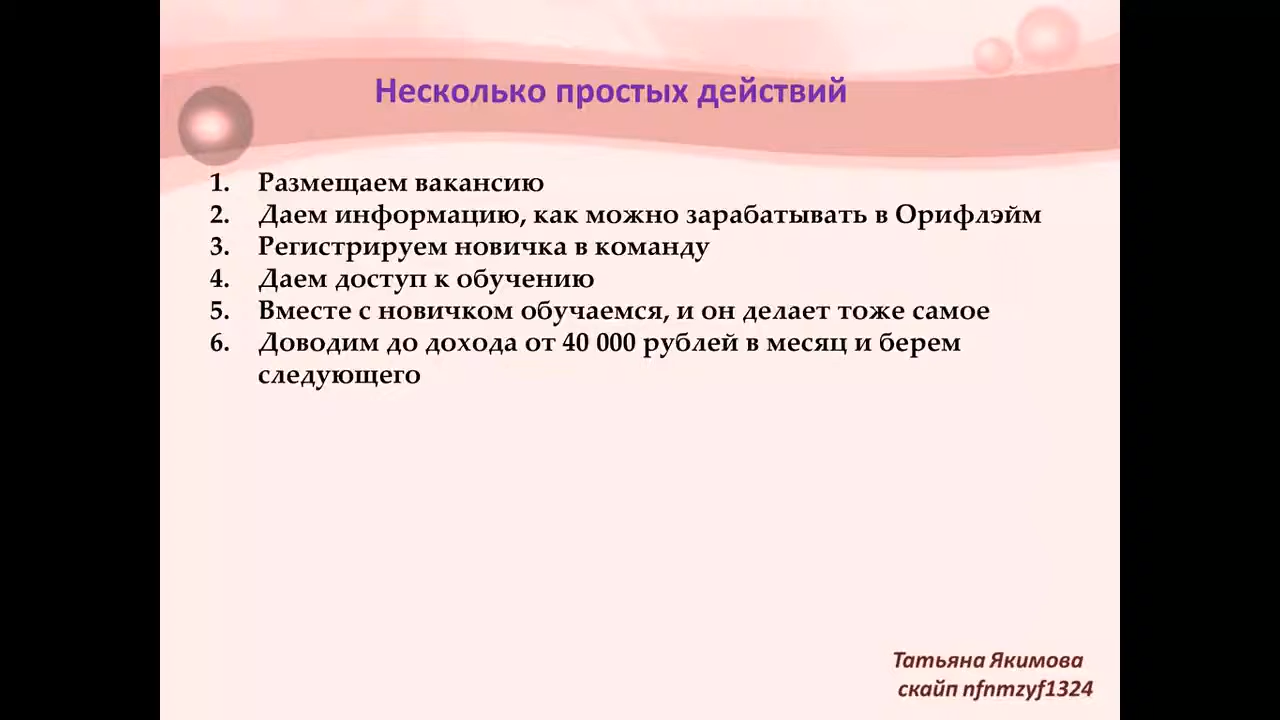 Несколько простых действий
1. Размещаем вакансию
2. Даем информацию, как можно зарабатывать в Орифлэйм
3. Регистрируем новичка в команду
4. Даем доступ к обучению
5. Вместе с новичком обучаемся, и он делает тоже самое
6. Доводим до дохода от 40 000 рублей в месяц и берем
следующего
Татьяна Якимова
скайп nfnmzyf1324